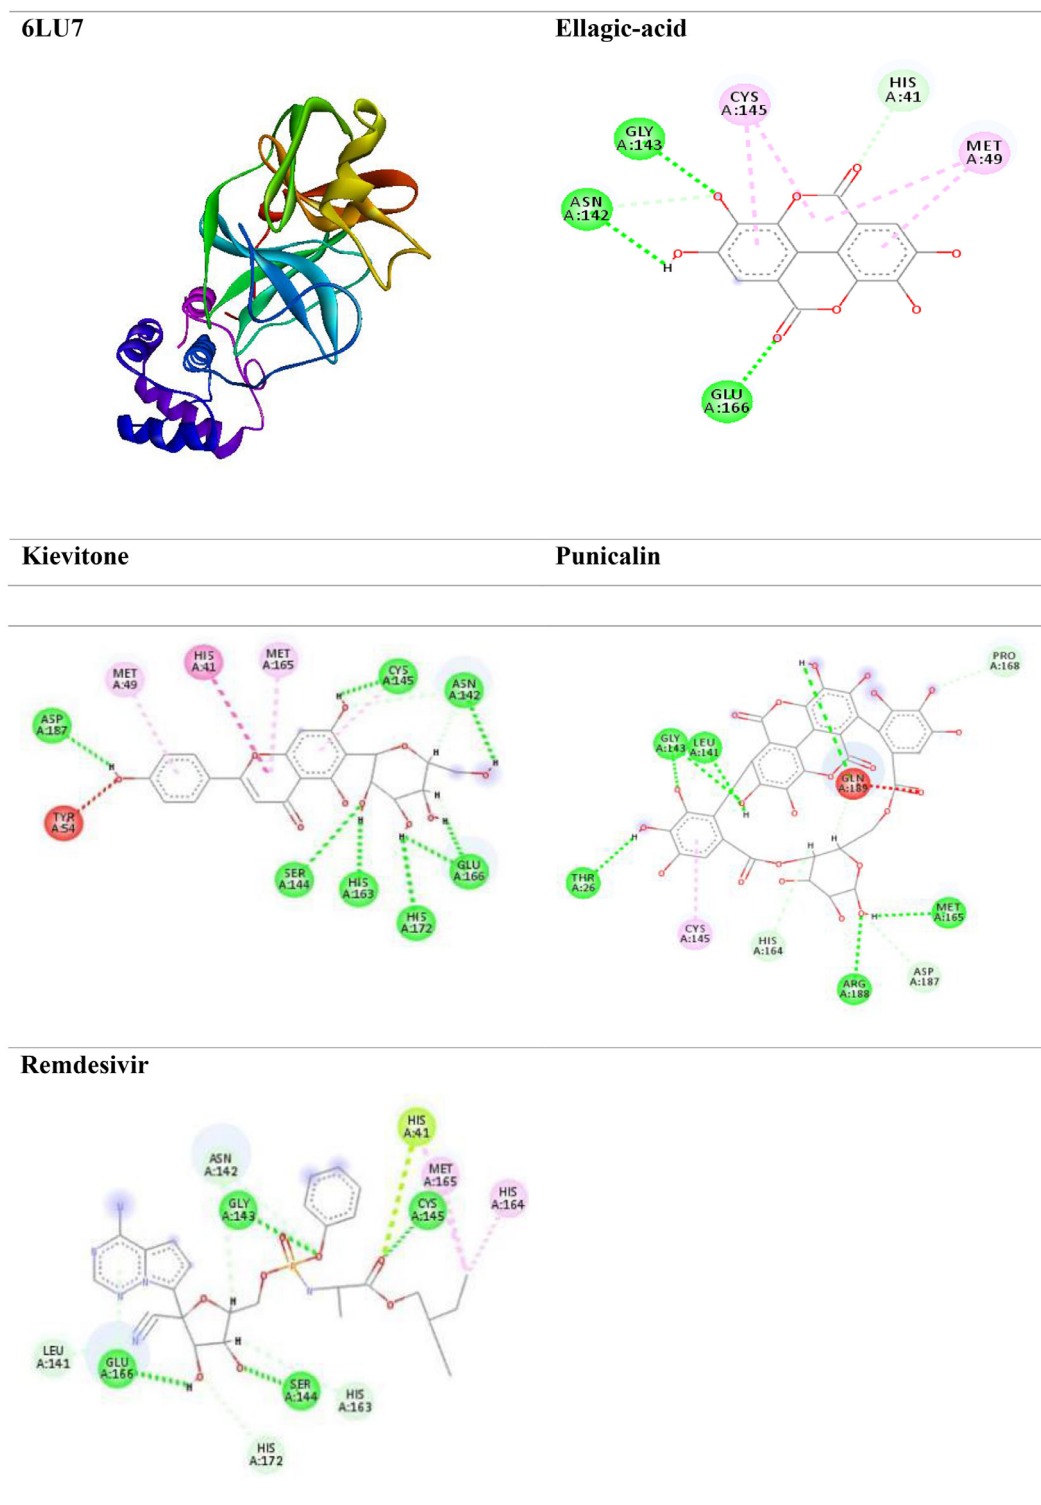 6LU7
Ellagic-acid
HIS
A:41
CYS
A:145
GLY
A:143
MET
A:49
ASN
A:142
GLU
A:166
O
O
O
O
O
O
O
O
H
Kievitone
Punicalin
MET
A:49
HIS
A:41
MET
A:165
CYS
A:145
ASN
A:142
ASP
A:187
TYR
A:54
SER
A:144
HIS
A:163
HIS
A:172
GLU
A:166
PRO
A:168
GLY
A:143
LEU
A:141
GLN
A:189
THR
A:26
CYS
A:145
HIS
A:164
MET
A:165
ARG
A:188
ASP
A:187
Remdesivir
HIS
A:41
ASN
A:142
MET
A:165
GLY
A:143
CYS
A:145
HIS
A:164
LEU
A:141
GLU
A:166
SER
A:144
HIS
A:163
HIS
A:172